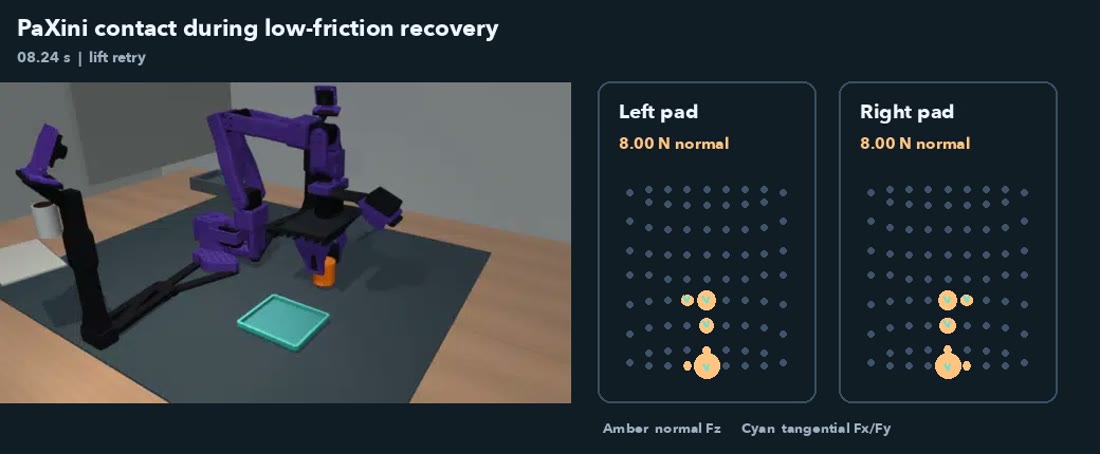 PaXini contact during low-friction recovery
08.24 s | lift retry
Left pad
8.00 N normal
Right pad
8.00 N normal
Amber normal Fz
Cyan tangential Fx/Fy